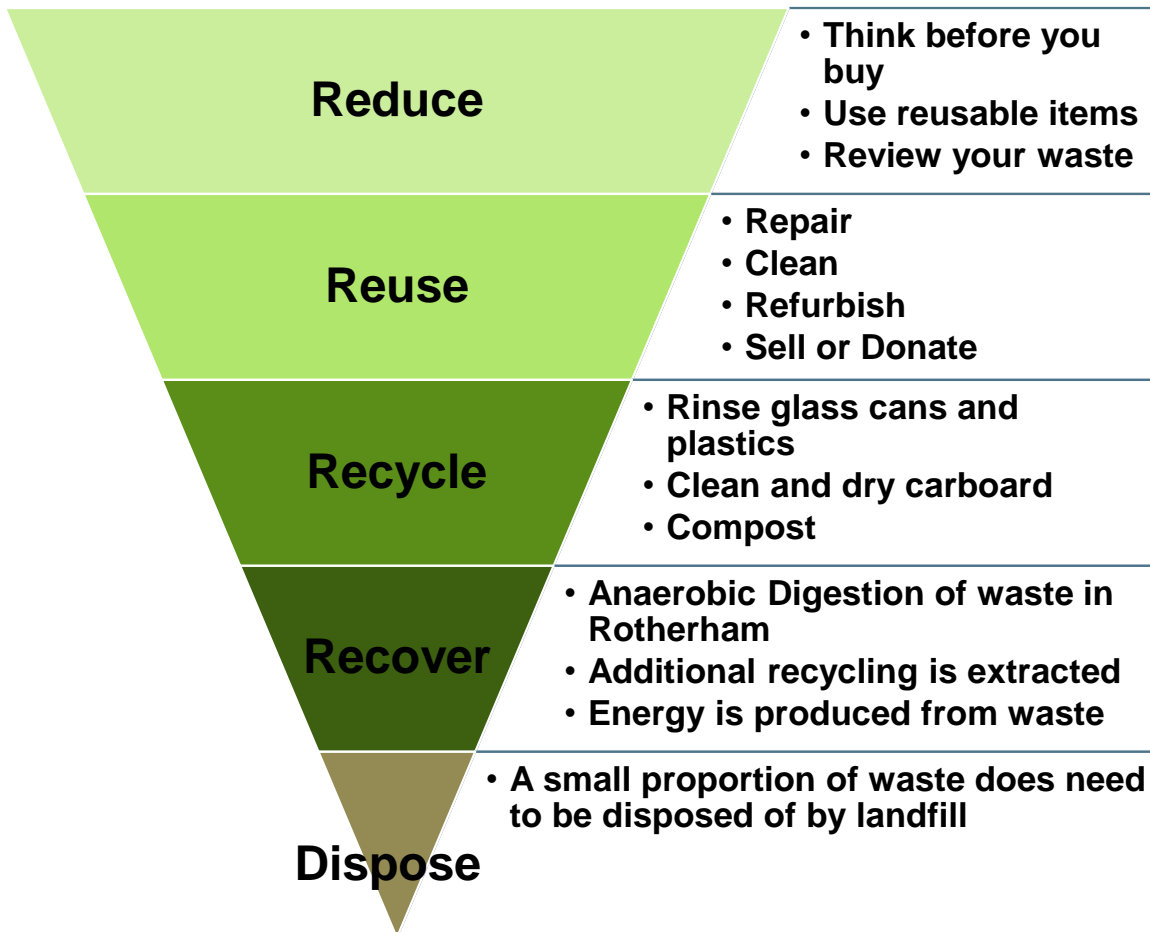 Reduce
• Think before you
buy
• Use reusable items
• Review your waste
Reuse
• Repair
• Clean
• Refurbish
• Sell or Donate
Recycle
• Rinse glass cans and
plastics
• Clean and dry carboard
• Compost
Recover
• Anaerobic Digestion of waste in
Rotherham
• Additional recycling is extracted
• Energy is produced from waste
Dispose
• A small proportion of waste does need
to be disposed of by landfill